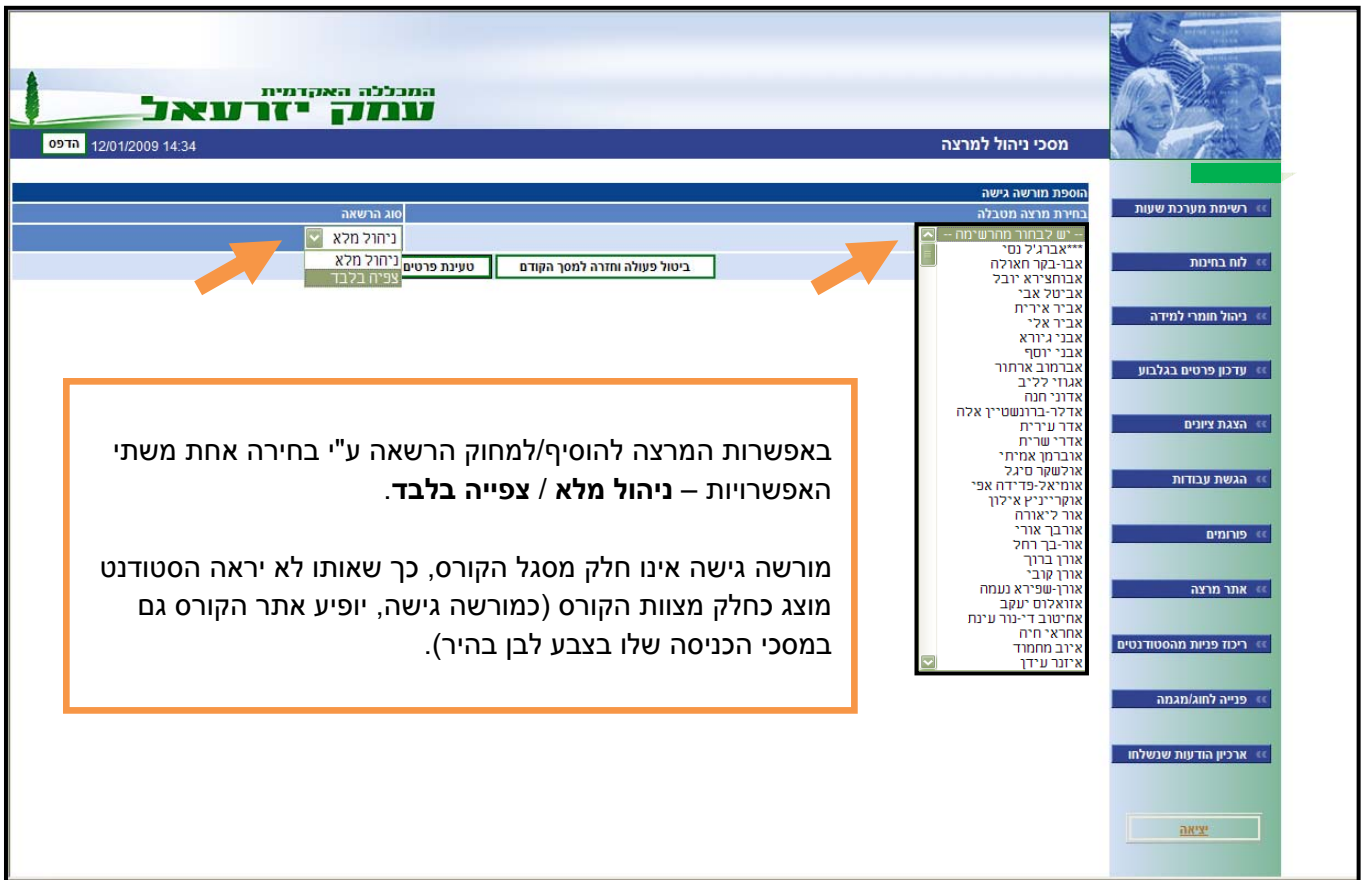 המכללה האקדמית
עמק יזרעאל
מסכי ניהול למרצה
12/01/2009 14:34
הדפס
הוספת מורשה גישה
בחירת מרצה מטבלה
סוג הרשאה
-- יש לבחור מהרשימה --
***אברג'ל נסי
אבו-בקר חאולה
אבוחצירא יובל
אביטל אבי
אביר אירית
אביר אלי
אבני גיורא
אבני יוסף
אברמוב ארתור
אגוזי לליב
אדוני חנה
אדלר-ברונשטיין אלה
אדר עירית
אדרי שרית
אוברמן אמיתי
אולשקר סיגל
אומיאל-פדידה אפי
אוקרייניץ אילון
אור ליאורה
אורבך אורי
אור-בך רחל
אורן ברוך
אורן קובי
אורן-שפירא נעמה
אזואלוס יעקב
אחיטוב די-נור עינת
אחראי חיה
איוב מחמוד
איזנר עידן
ניהול מלא
ניהול מלא
צפיה בלבד
טעינת פרטים
ביטול פעולה וחזרה למסך הקודם
באפשרות המרצה להוסיף/למחוק הרשאה ע"י בחירה אחת משתי
האפשרויות – ניהול מלא / צפייה בלבד.
מורשה גישה אינו חלק מסגל הקורס, כך שאותו לא יראה הסטודנט
מוצג כחלק מצוות הקורס (כמורשה גישה, יופיע אתר הקורס גם
במסכי הכניסה שלו בצבע לבן בהיר).
רשימת מערכת שעות
לוח בחינות
ניהול חומרי למידה
עדכון פרטים בגלבוע
הצגת ציונים
הגשת עבודות
פורומים
אתר מרצה
ריכוז פניות מהסטודנטים
פנייה לחוג/מגמה
ארכיון הודעות שנשלחו
יציאה